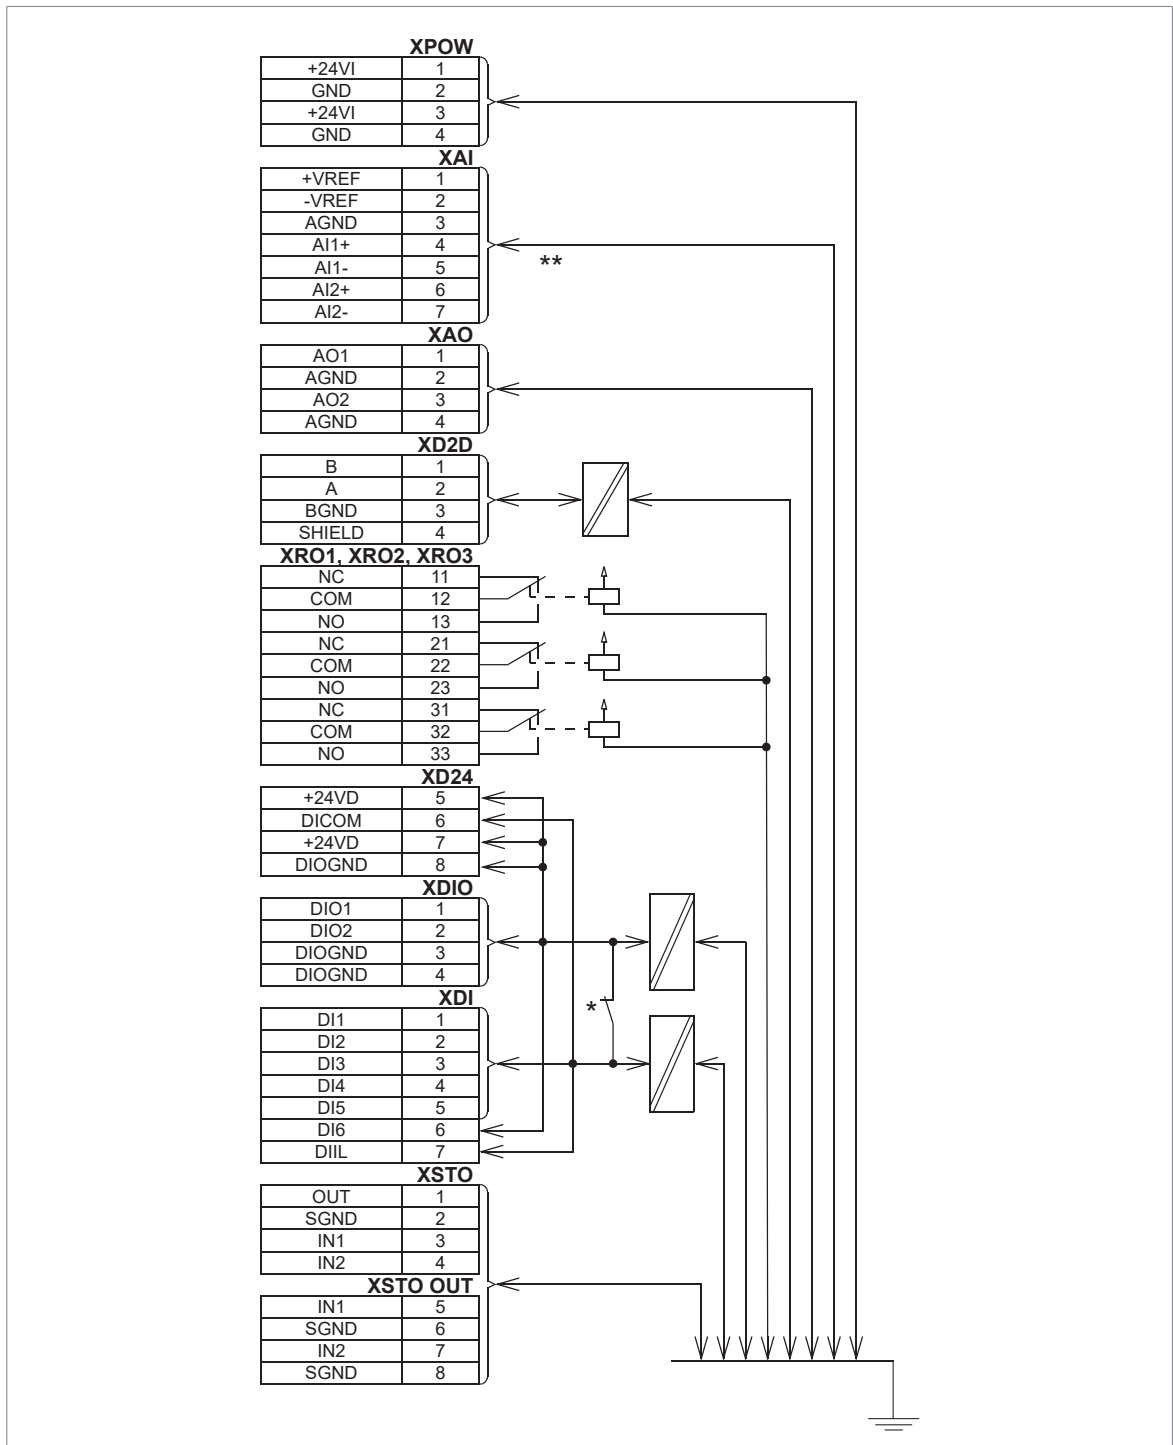 XPOW
+24VI 1
GND 2
+24VI 3
GND 4
XAI
+VREF 1
-VREF 2
AGND 3
AI1+ 4
**
AI1- 5
AI2+ 6
AI2- 7
XAO
AO1 1
AGND 2
AO2 3
AGND 4
XD2D
B 1
A 2
BGND 3
SHIELD 4
XRO1, XRO2, XRO3
NC 11
COM 12
NO 13
NC 21
COM 22
NO 23
NC 31
COM 32
NO 33
XD24
+24VD 5
DICOM 6
+24VD 7
DIOGND 8
XDIO
DIO1 1
DIO2 2
DIOGND 3
DIOGND 4
XDI
*
DI1 1
DI2 2
DI3 3
DI4 4
DI5 5
DI6 6
DIIL 7
XSTO
OUT 1
SGND 2
IN1 3
IN2 4
XSTO OUT
IN1 5
SGND 6
IN2 7
SGND 8